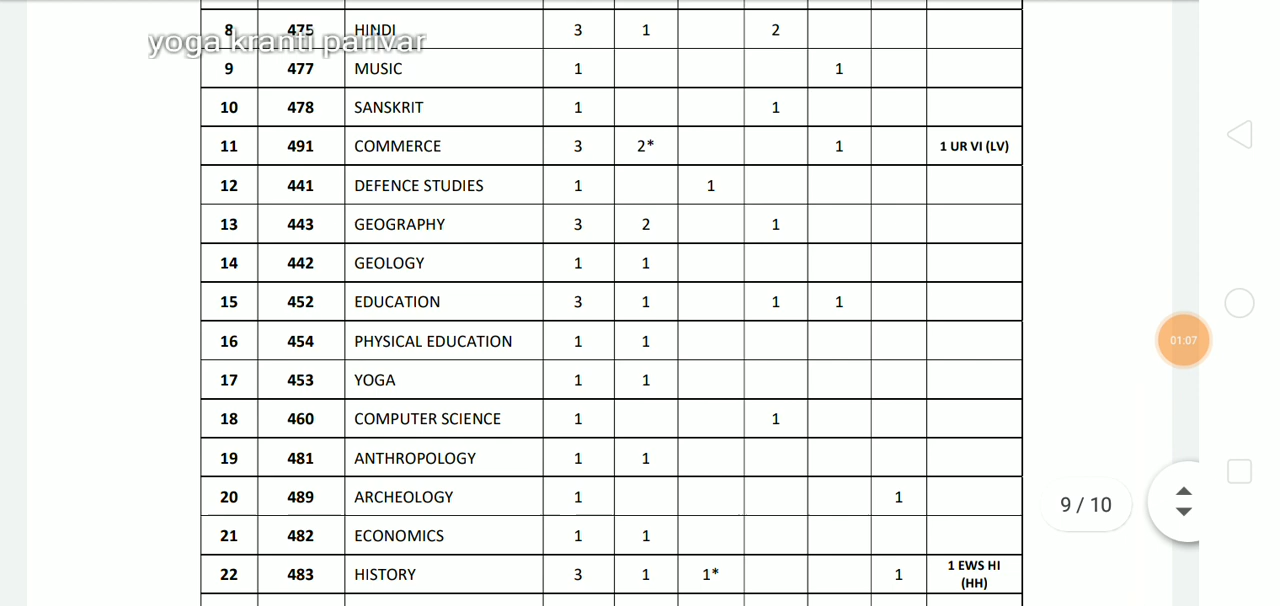 8 475 HINDI 3 1 2
yoga kranti parivar
9 477 MUSIC 1 1
10 478 SANSKRIT 1 1
11 491 COMMERCE 3 2* 1 1 UR VI (LV)
12 441 DEFENCE STUDIES 1 1
13 443 GEOGRAPHY 3 2 1
14 442 GEOLOGY 1 1
15 452 EDUCATION 3 1 1 1
16 454 PHYSICAL EDUCATION 1 1
01:07
17 453 YOGA 1 1
18 460 COMPUTER SCIENCE 1 1
19 481 ANTHROPOLOGY 1 1
20 489 ARCHEOLOGY 1 1
9 / 10
21 482 ECONOMICS 1 1
22 483 HISTORY 3 1 1* 1 1 EWS HI
(HH)